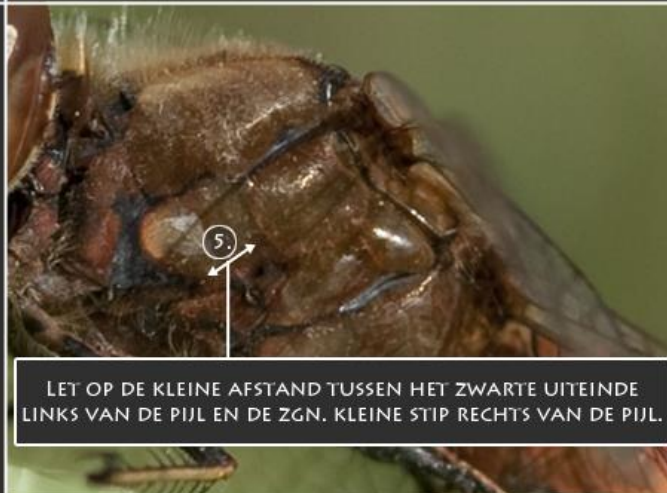 5.
LET OP DE KLEINE AFSTAND TUSSEN HET ZWARTE UITEINDE
LINKS VAN DE PIJL EN DE ZGN. KLEINE STIP RECHTS VAN DE PIJL.